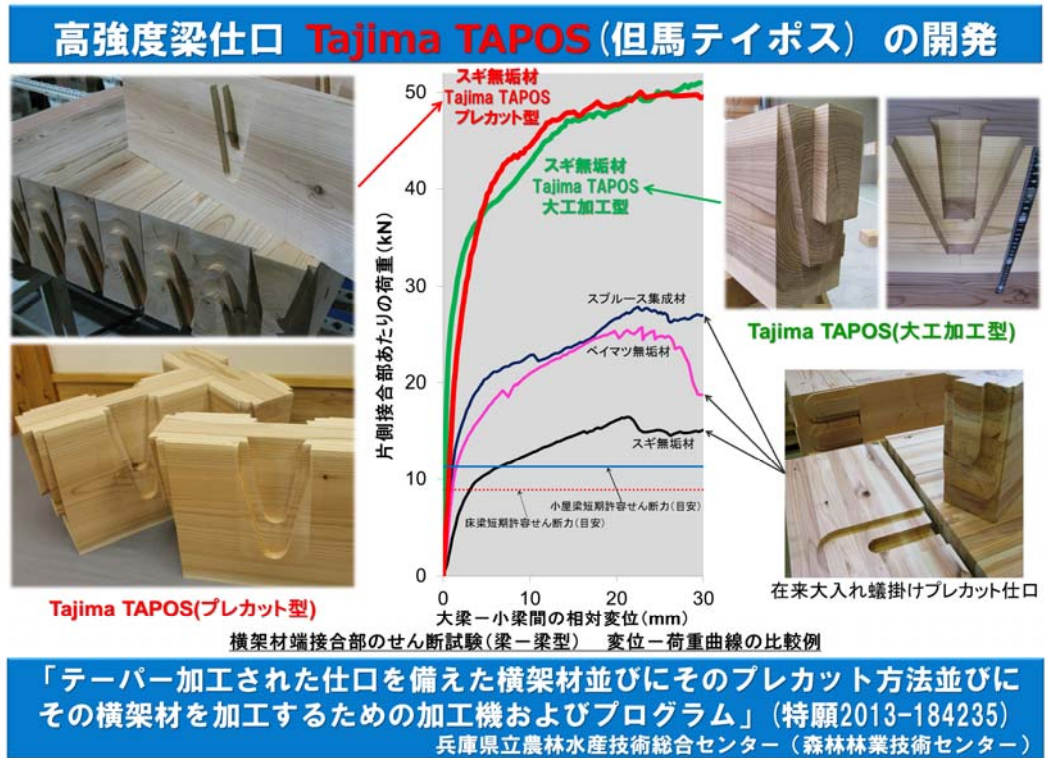 高強度梁仕口 Tajima TAPOS(但馬テイポス) の開発
スギ無垢材
Tajima TAPOS
プレカット型
スギ無垢材
Tajima TAPOS
大工加工型
スプルース集成材
ベイマツ無垢材
スギ無垢材
小屋梁短期許容せん断力(目安)
床梁短期許容せん断力(目安)
片側接合部あたりの荷重(kN)
50
40
30
20
10
0
0
10
20
30
大梁－小梁間の相対変位(mm)
横架材端接合部のせん断試験(梁－梁型) 変位－荷重曲線の比較例
Tajima TAPOS(プレカット型)
Tajima TAPOS(大工加工型)
在来大入れ蟻掛けプレカット仕口
「テーパー加工された仕口を備えた横架材並びにそのプレカット方法並びに
その横架材を加工するための加工機およびプログラム」(特願2013-184235)
兵庫県立農林水産技術総合センター（森林林業技術センター）